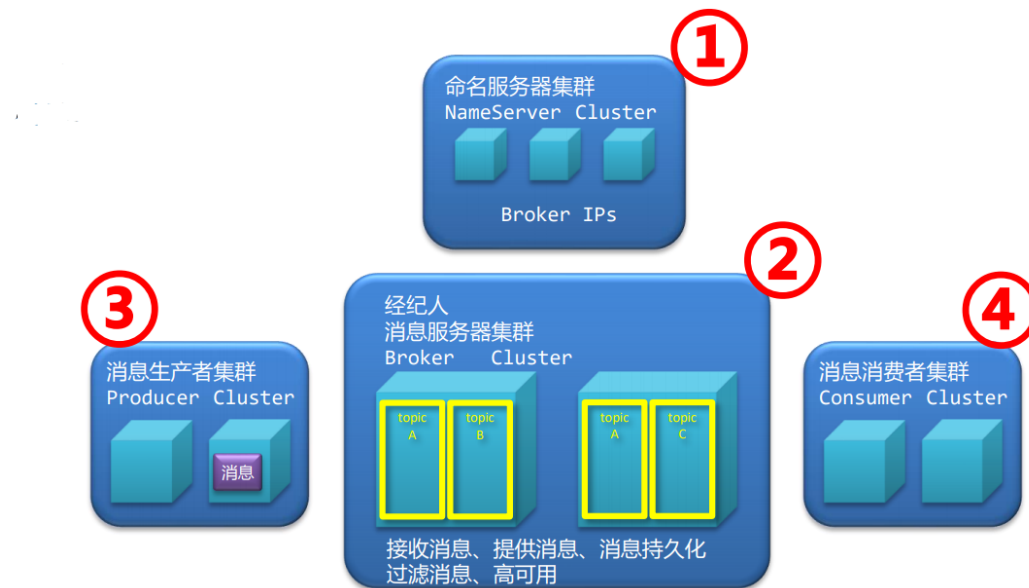 ①
命名服务器集群
NameServer Cluster
Broker IPs
②
经纪人
消息服务器集群
Broker Cluster
topic
A
topic
B
topic
A
topic
C
接收消息、提供消息、消息持久化
过滤消息、高可用
③
消息生产者集群
Producer Cluster
消息
④
消息消费者集群
Consumer Cluster